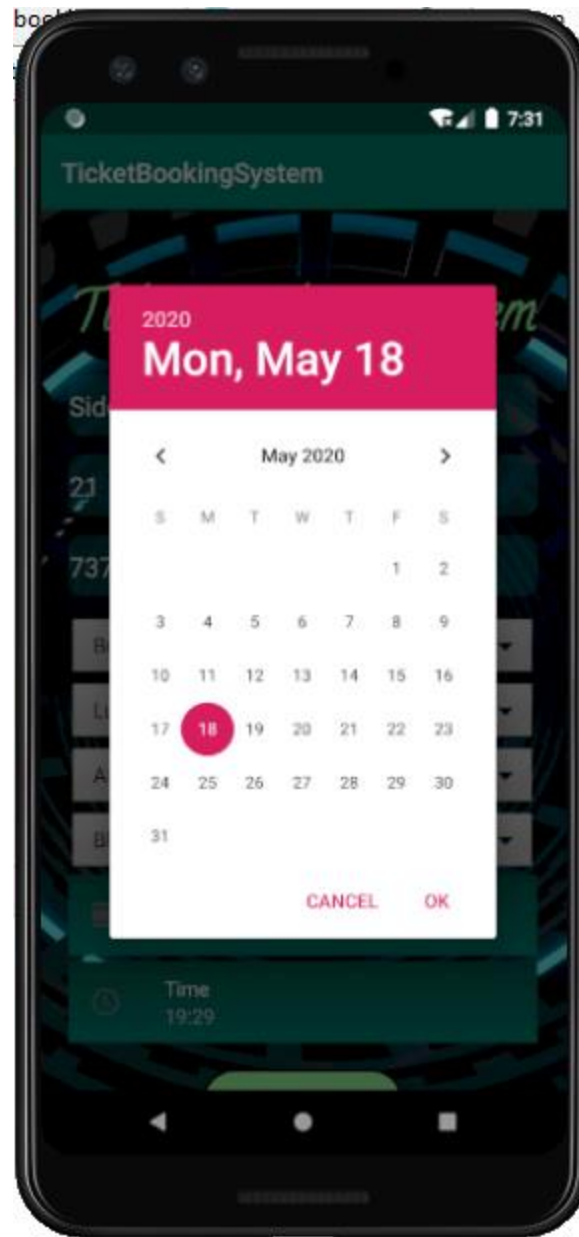 7:31
TicketBookingSystem
2020
Mon, May 18
May 2020
S M T W T F S
1 2
3 4 5 6 7 8 9
10 11 12 13 14 15 16
17 18 19 20 21 22 23
24 25 26 27 28 29 30
31
CANCEL OK
21
737
Time
19:29